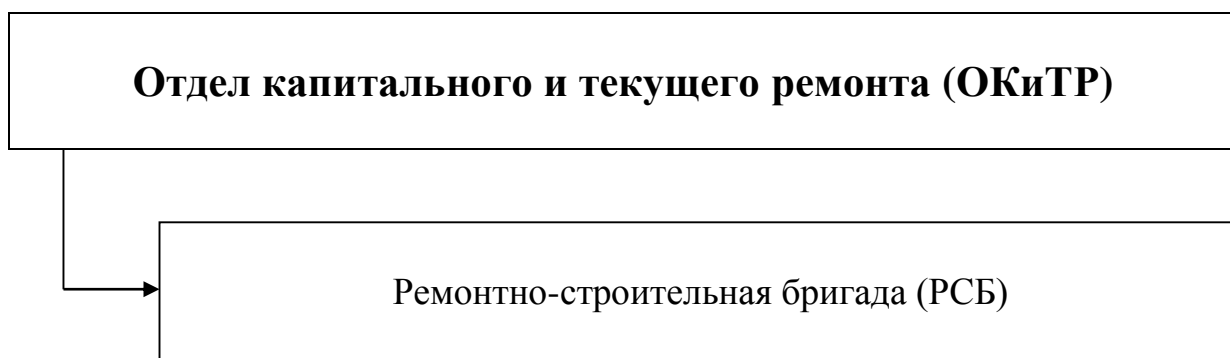 Отдел капитального и текущего ремонта (ОКиТР)
Ремонтно-строительная бригада (РСБ)